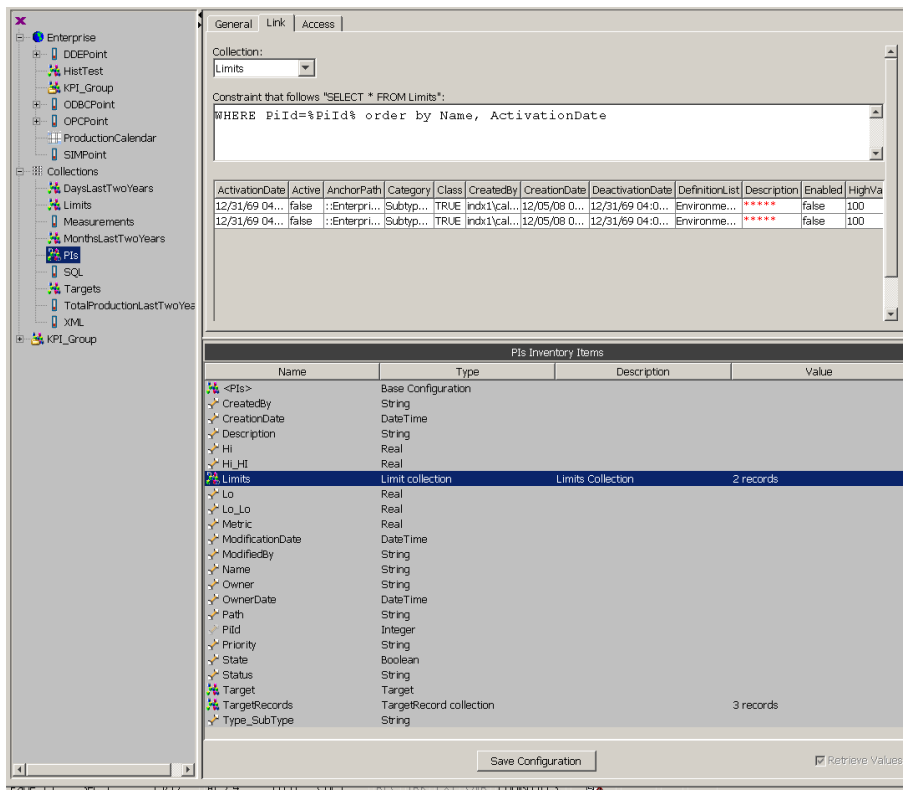 Enterprise
DDEPoint
HistTest
KPI_Group
ODBCPoint
OPCPoint
ProductionCalendar
SIMPoint
Collections
DaysLastTwoYears
Limits
Measurements
MonthsLastTwoYears
PIs
SQL
Targets
TotalProductionLastTwoYea
XML
KPI_Group
General Link Access
Collection:
Limits
Constraint that follows "SELECT * FROM Limits":
WHERE PiId=%PiId% order by Name, ActivationDate
ActivationDate Active AnchorPath Category Class CreatedBy CreationDate DeactivationDate DefinitionList Description Enabled HighVa
12/31/69 04... false ::Enterpri... Subtyp... TRUE indx1\cal... 12/05/08 0... 12/31/69 04:0... Environme... ***** false 100
12/31/69 04... false ::Enterpri... Subtyp... TRUE indx1\cal... 12/05/08 0... 12/31/69 04:0... Environme... ***** false 100
PIs Inventory Items
Name Type Description Value
<PIs> Base Configuration
CreatedBy String
CreationDate DateTime
Description String
Hi Real
Hi_HI Real
Limits Limit collection Limits Collection 2 records
Lo Real
Lo_Lo Real
Metric Real
ModificationDate DateTime
ModifiedBy String
Name String
Owner String
OwnerDate DateTime
Path String
PiId Integer
Priority String
State Boolean
Status String
Target Target
TargetRecords TargetRecord collection 3 records
Type_SubType String
Save Configuration
Retrieve Values